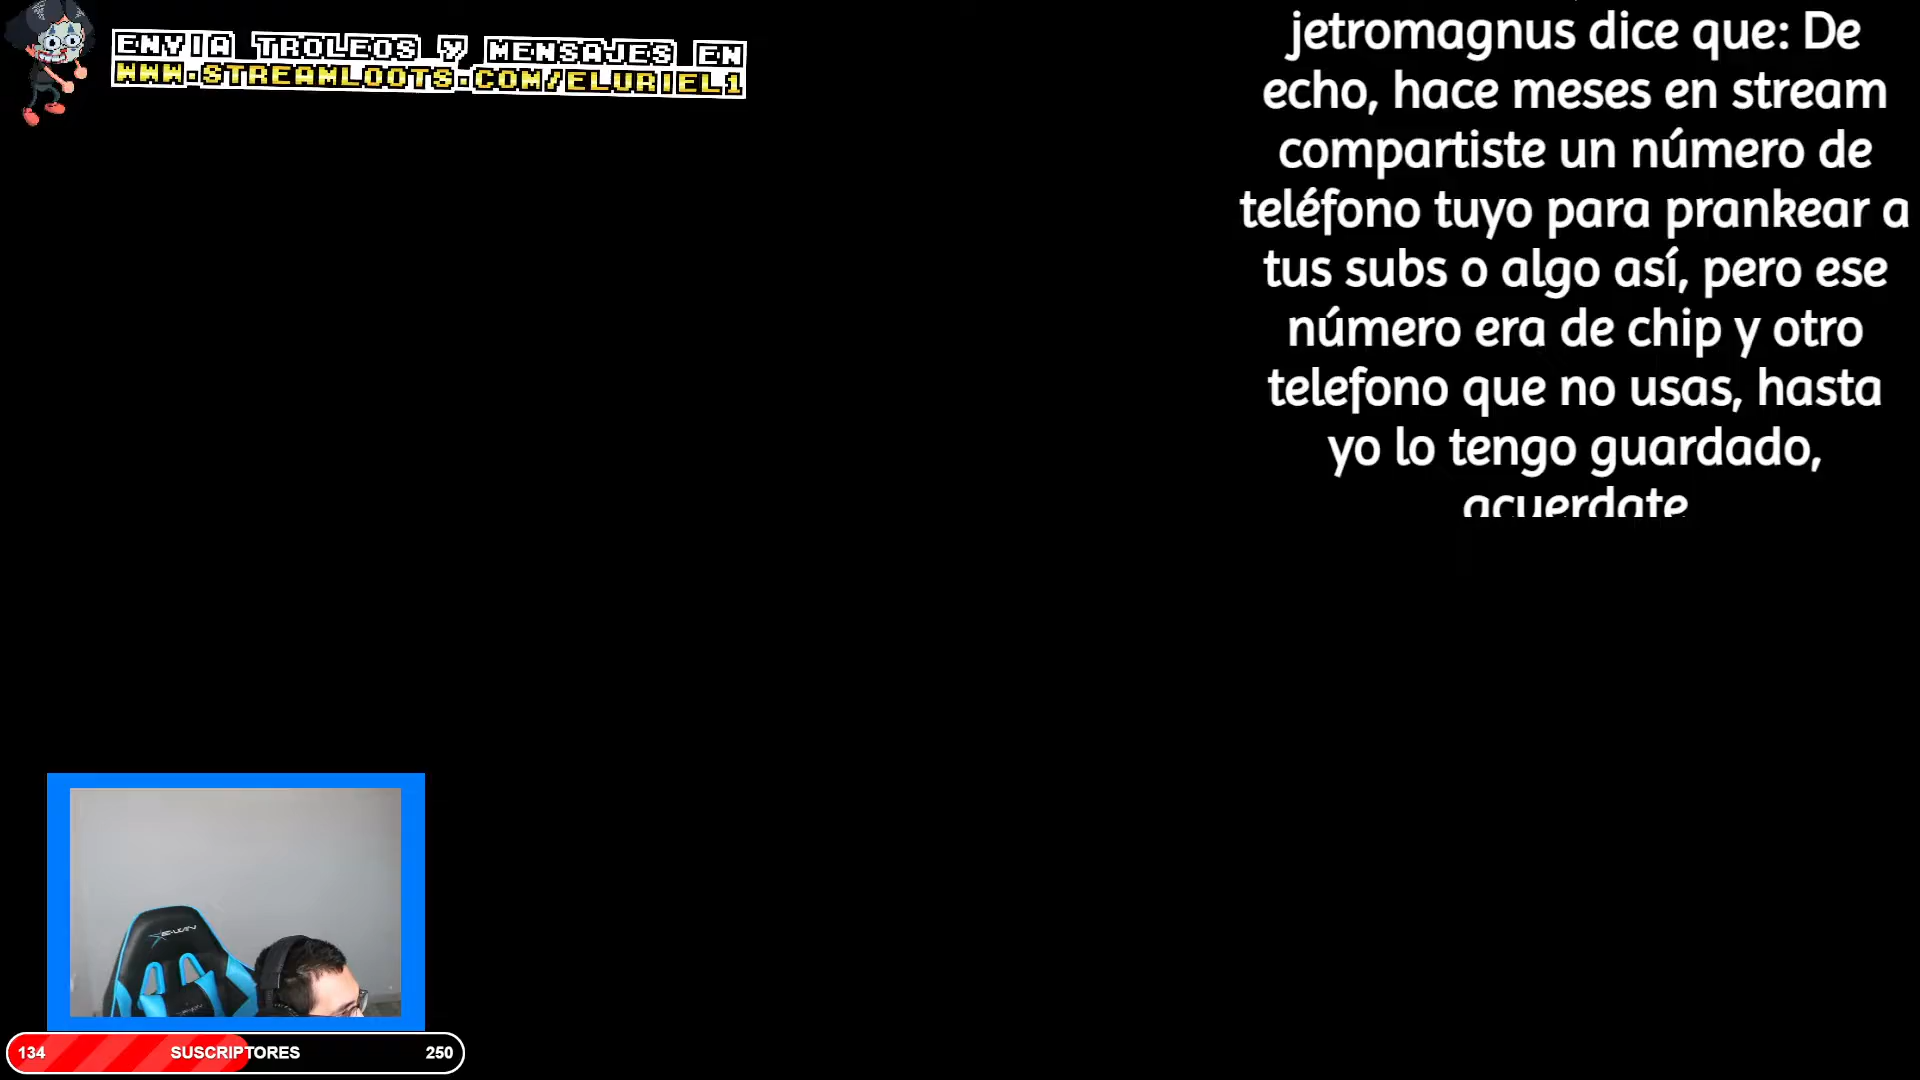 ENVIA TROLEOS Y MENSAJES EN
WWW.STREAMLOOTS.COM/ELURIEL1
jetromagnus dice que: De
echo, hace meses en stream
compartiste un número de
teléfono tuyo para prankear a
tus subs o algo así, pero ese
número era de chip y otro
telefono que no usas, hasta
yo lo tengo guardado,
acuerdate
134 SUSCRIPTORES 250